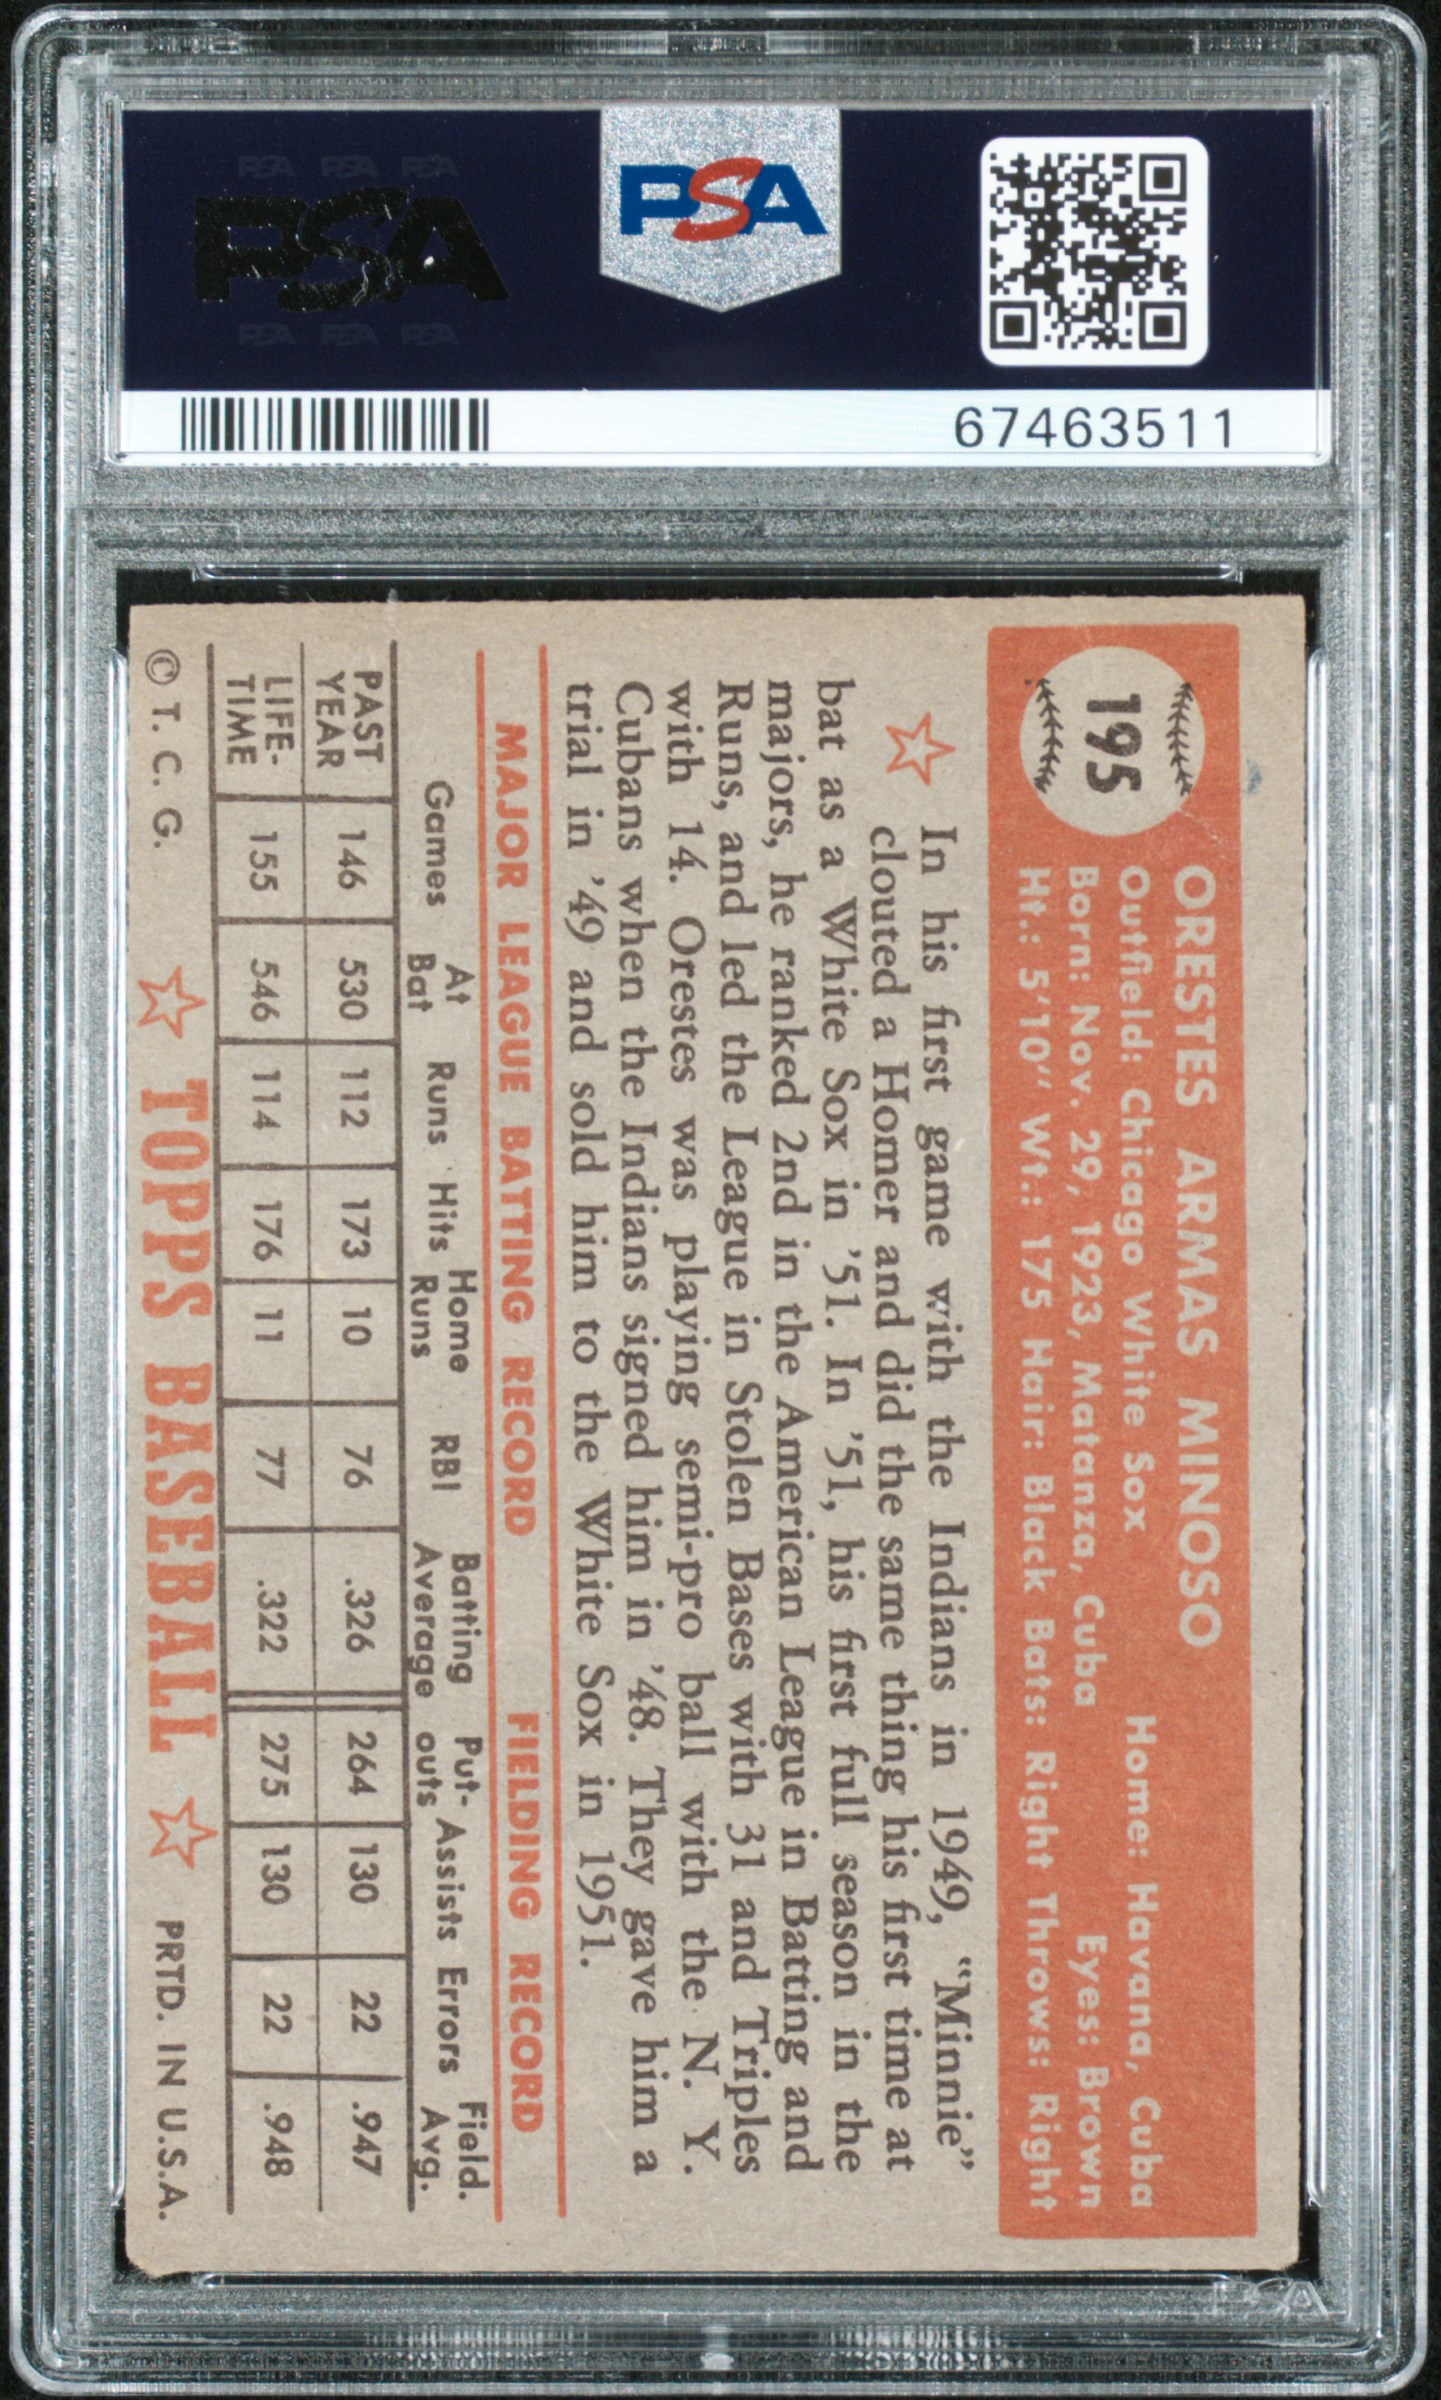 PSA PSA PSA
PSA
PSA PSA PSA
PSA
67463511
195
ORESTES ARMAS MINOSO
Outfield: Chicago White Sox Home: Havana, Cuba
Born: Nov. 29, 1923, Matanza, Cuba Eyes: Brown
Ht.: 5'10" Wt.: 175 Hair: Black Bats: Right Throws: Right
In his first game with the Indians in 1949, "Minnie"
clouted a Homer and did the same thing his first time at
bat as a White Sox in '51. In '51, his first full season in the
majors, he ranked 2nd in the American League in Batting and
Runs, and led the League in Stolen Bases with 31 and Triples
with 14. Orestes was playing semi-pro ball with the N. Y.
Cubans when the Indians signed him in '48. They gave him a
trial in '49 and sold him to the White Sox in 1951.
MAJOR LEAGUE BATTING RECORD FIELDING RECORD
Games At Bat Runs Hits Home Runs RBI Batting Average Put-outs Assists Errors Field. Avg.
PAST YEAR 146 530 112 173 10 76 .326 264 130 22 .947
LIFE-TIME 155 546 114 176 11 77 .322 275 130 22 .948
© T. C. G. TOPPS BASEBALL PRTD. IN U.S.A.
PSA